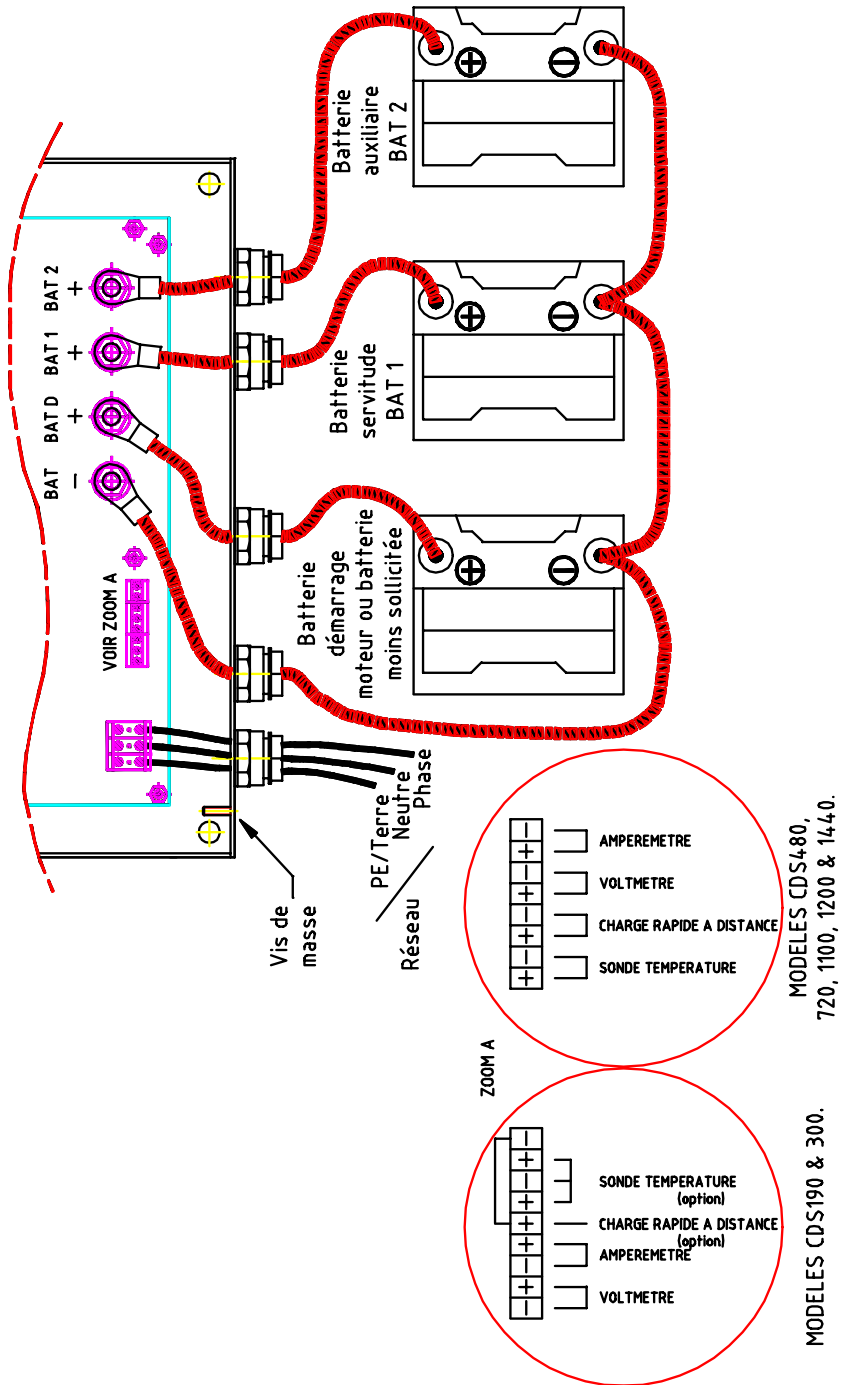 BAT
BAT D
BAT 1
BAT 2
−
+
+
+
VOIR ZOOM A
Batterie
auxiliaire
BAT 2
+
−
Batterie
servitude
BAT 1
+
−
Batterie
démarrage
moteur ou batterie
moins sollicitée
+
−
Vis de
masse
PE/Terre
Neutre
Phase
Réseau
ZOOM A
− + − + − + − +
AMPEREMETRE
VOLTMETRE
CHARGE RAPIDE A DISTANCE
SONDE TEMPERATURE
MODELES CDS480,
720, 1100, 1200 & 1440.
− + − + + + − + −
SONDE TEMPERATURE
(option)
CHARGE RAPIDE A DISTANCE
(option)
AMPEREMETRE
VOLTMETRE
MODELES CDS190 & 300.